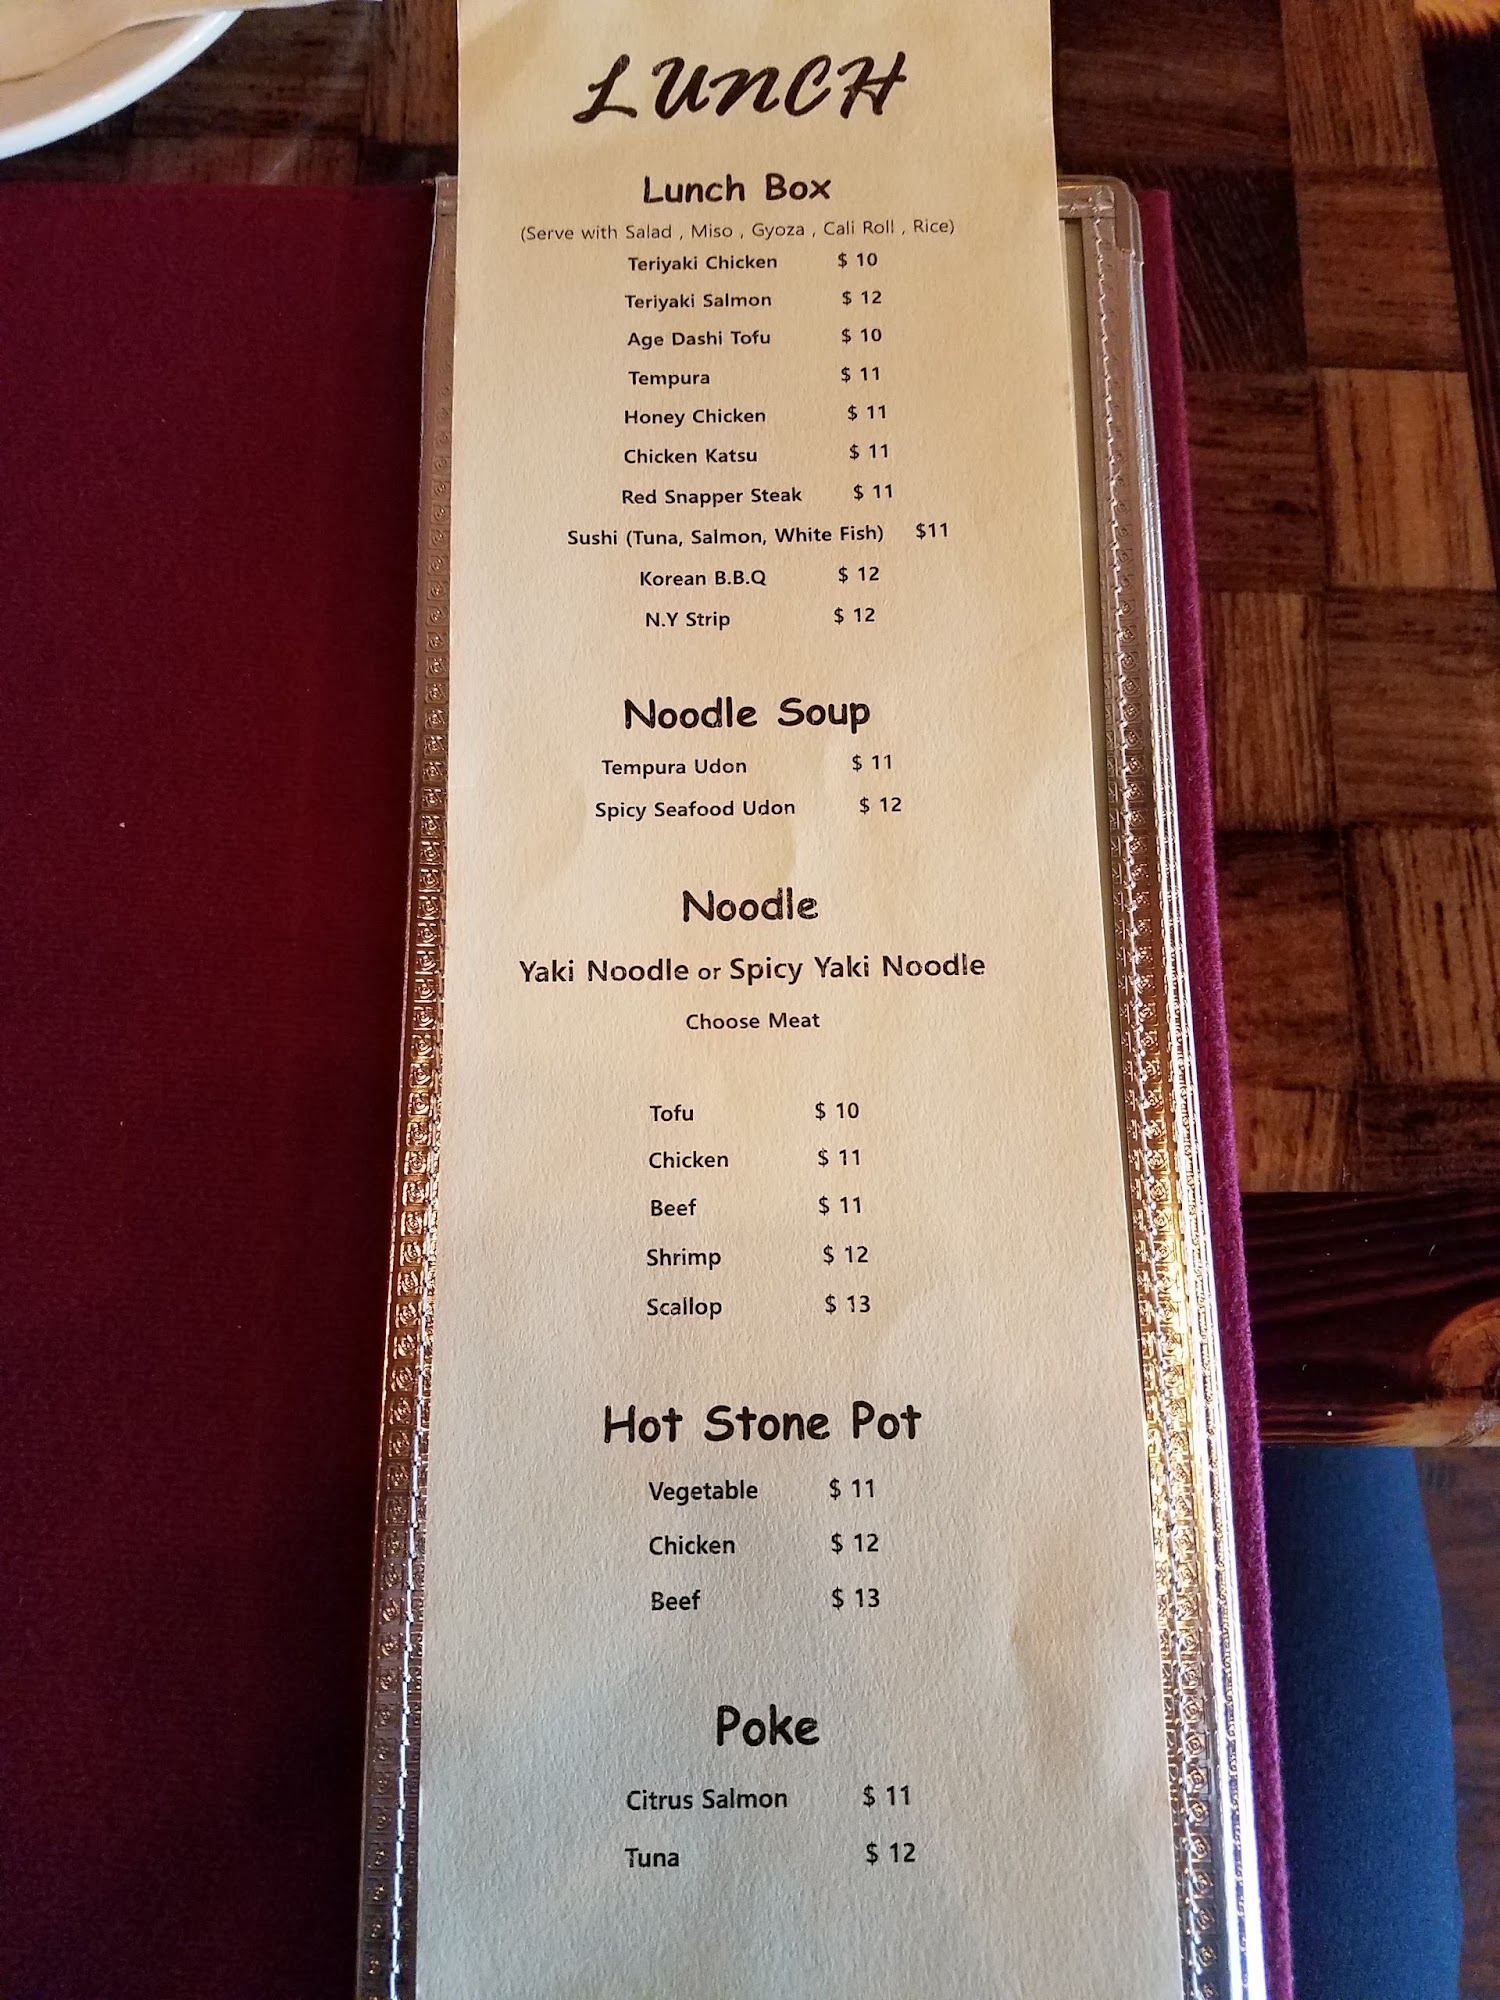 LUNCH
Lunch Box
(Serve with Salad , Miso , Gyoza , Cali Roll , Rice)
Teriyaki Chicken $ 10
Teriyaki Salmon $ 12
Age Dashi Tofu $ 10
Tempura $ 11
Honey Chicken $ 11
Chicken Katsu $ 11
Red Snapper Steak $ 11
Sushi (Tuna, Salmon, White Fish) $11
Korean B.B.Q $ 12
N.Y Strip $ 12
Noodle Soup
Tempura Udon $ 11
Spicy Seafood Udon $ 12
Noodle
Yaki Noodle or Spicy Yaki Noodle
Choose Meat
Tofu $ 10
Chicken $ 11
Beef $ 11
Shrimp $ 12
Scallop $ 13
Hot Stone Pot
Vegetable $ 11
Chicken $ 12
Beef $ 13
Poke
Citrus Salmon $ 11
Tuna $ 12